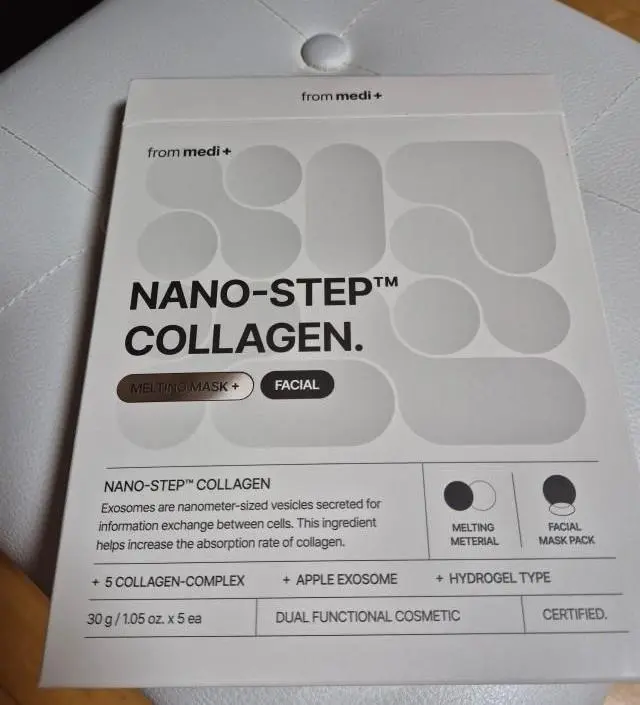 from medi+
from medi+
NANO-STEP™
COLLAGEN.
MELTING MASK +
FACIAL
NANO-STEP™ COLLAGEN
Exosomes are nanometer-sized vesicles secreted for
information exchange between cells. This ingredient
helps increase the absorption rate of collagen.
MELTING
METERIAL
FACIAL
MASK PACK
+ 5 COLLAGEN-COMPLEX
+ APPLE EXOSOME
+ HYDROGEL TYPE
30 g / 1.05 oz. x 5 ea
DUAL FUNCTIONAL COSMETIC
CERTIFIED.